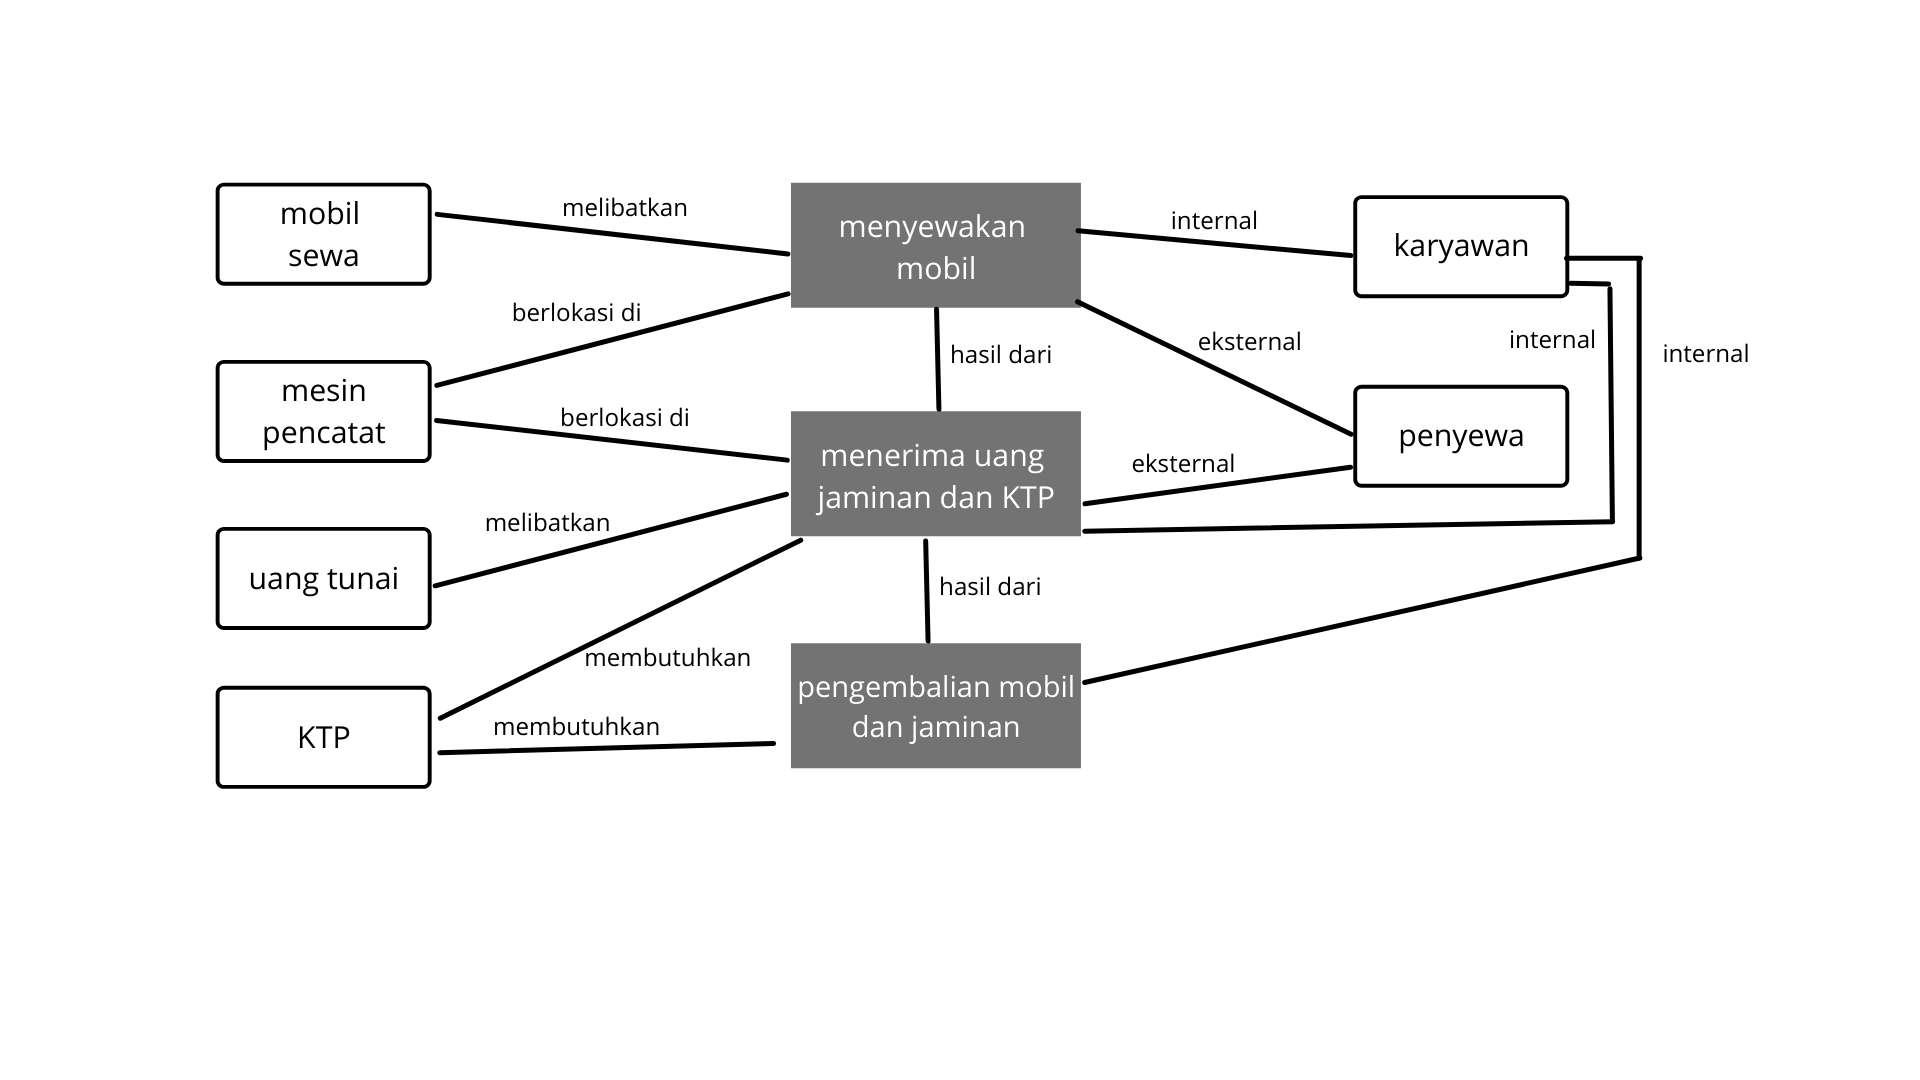 mobil
sewa
melibatkan
menyewakan
mobil
internal
karyawan
berlokasi di
hasil dari
eksternal
internal
internal
mesin
pencatat
berlokasi di
menerima uang
jaminan dan KTP
eksternal
penyewa
uang tunai
melibatkan
hasil dari
membutuhkan
KTP
membutuhkan
pengembalian mobil
dan jaminan